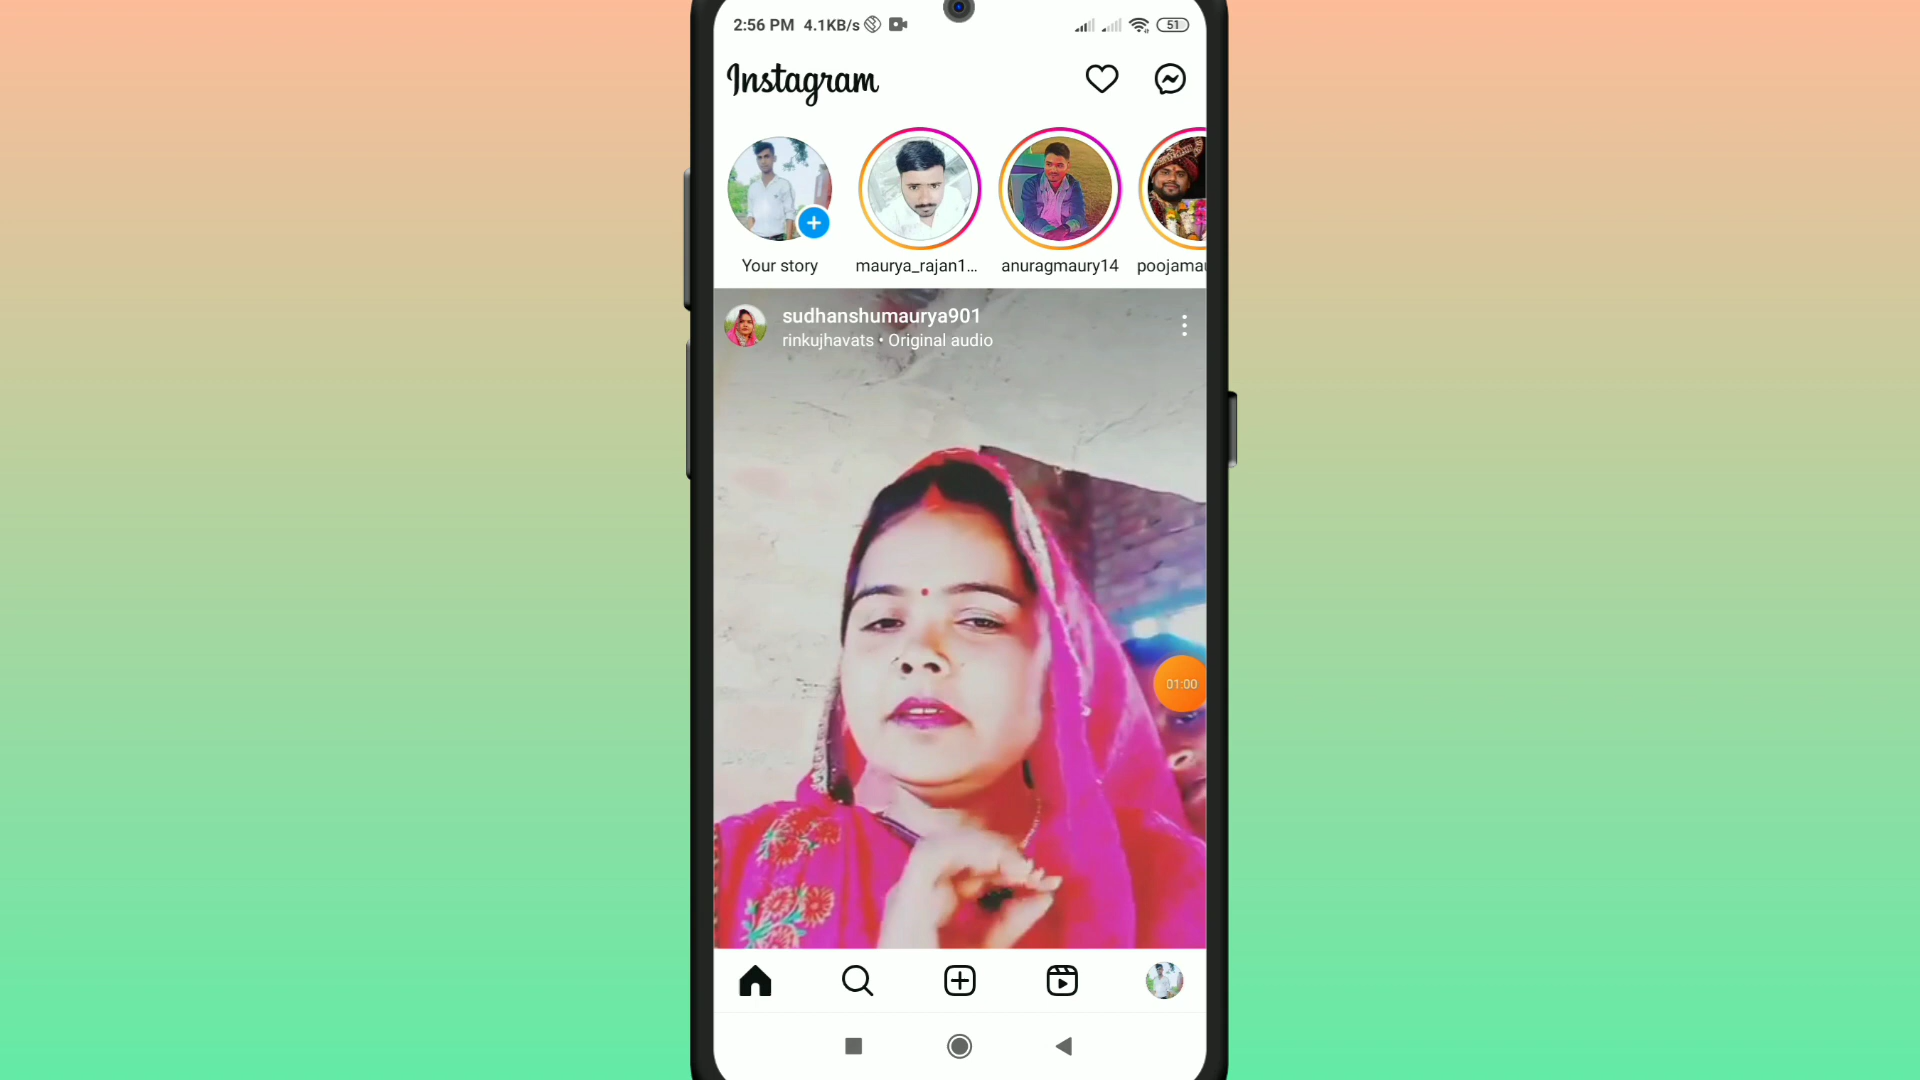 2:56 PM 4.1KB/s
51
Instagram
Your story
maurya_rajan1...
anuragmaury14
poojamau
sudhanshumaurya901
rinkujhavats • Original audio
01:00